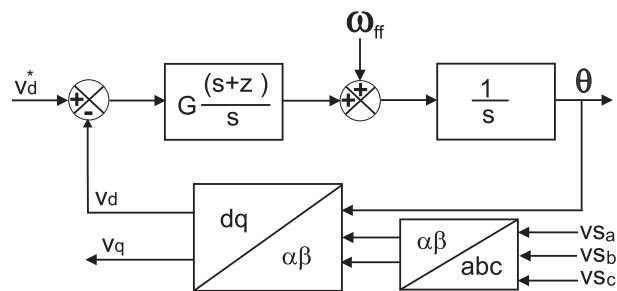 ω_ff
v_d^*
+
-
G (s+z) / s
+
+
1 / s
θ
v_d
v_q
dq
αβ
αβ
abc
vs_a
vs_b
vs_c